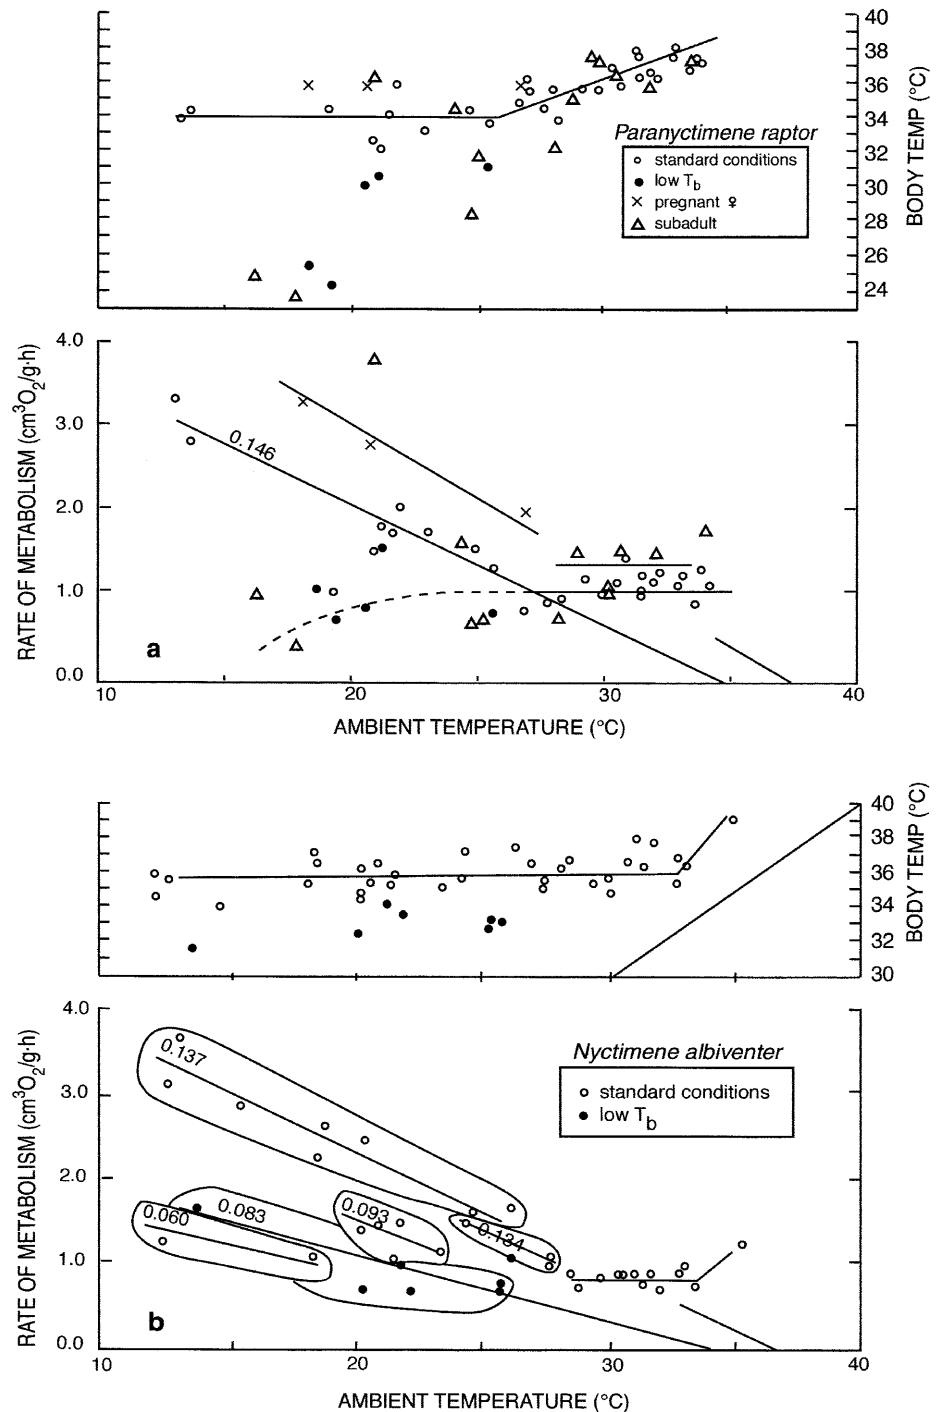 40
38
36
34
32
30
28
26
24
BODY TEMP (°C)
Paranyctimene raptor
standard conditions
low Tb
pregnant ♀
subadult
4.0
3.0
2.0
1.0
0.0
RATE OF METABOLISM (cm³O₂/g·h)
0.146
a
10 20 30 40
AMBIENT TEMPERATURE (°C)
40
38
36
34
32
30
BODY TEMP (°C)
4.0
3.0
2.0
1.0
0.0
RATE OF METABOLISM (cm³O₂/g·h)
Nyctimene albiventer
standard conditions
low Tb
0.137
0.060
0.083
0.093
0.134
b
10 20 30 40
AMBIENT TEMPERATURE (°C)